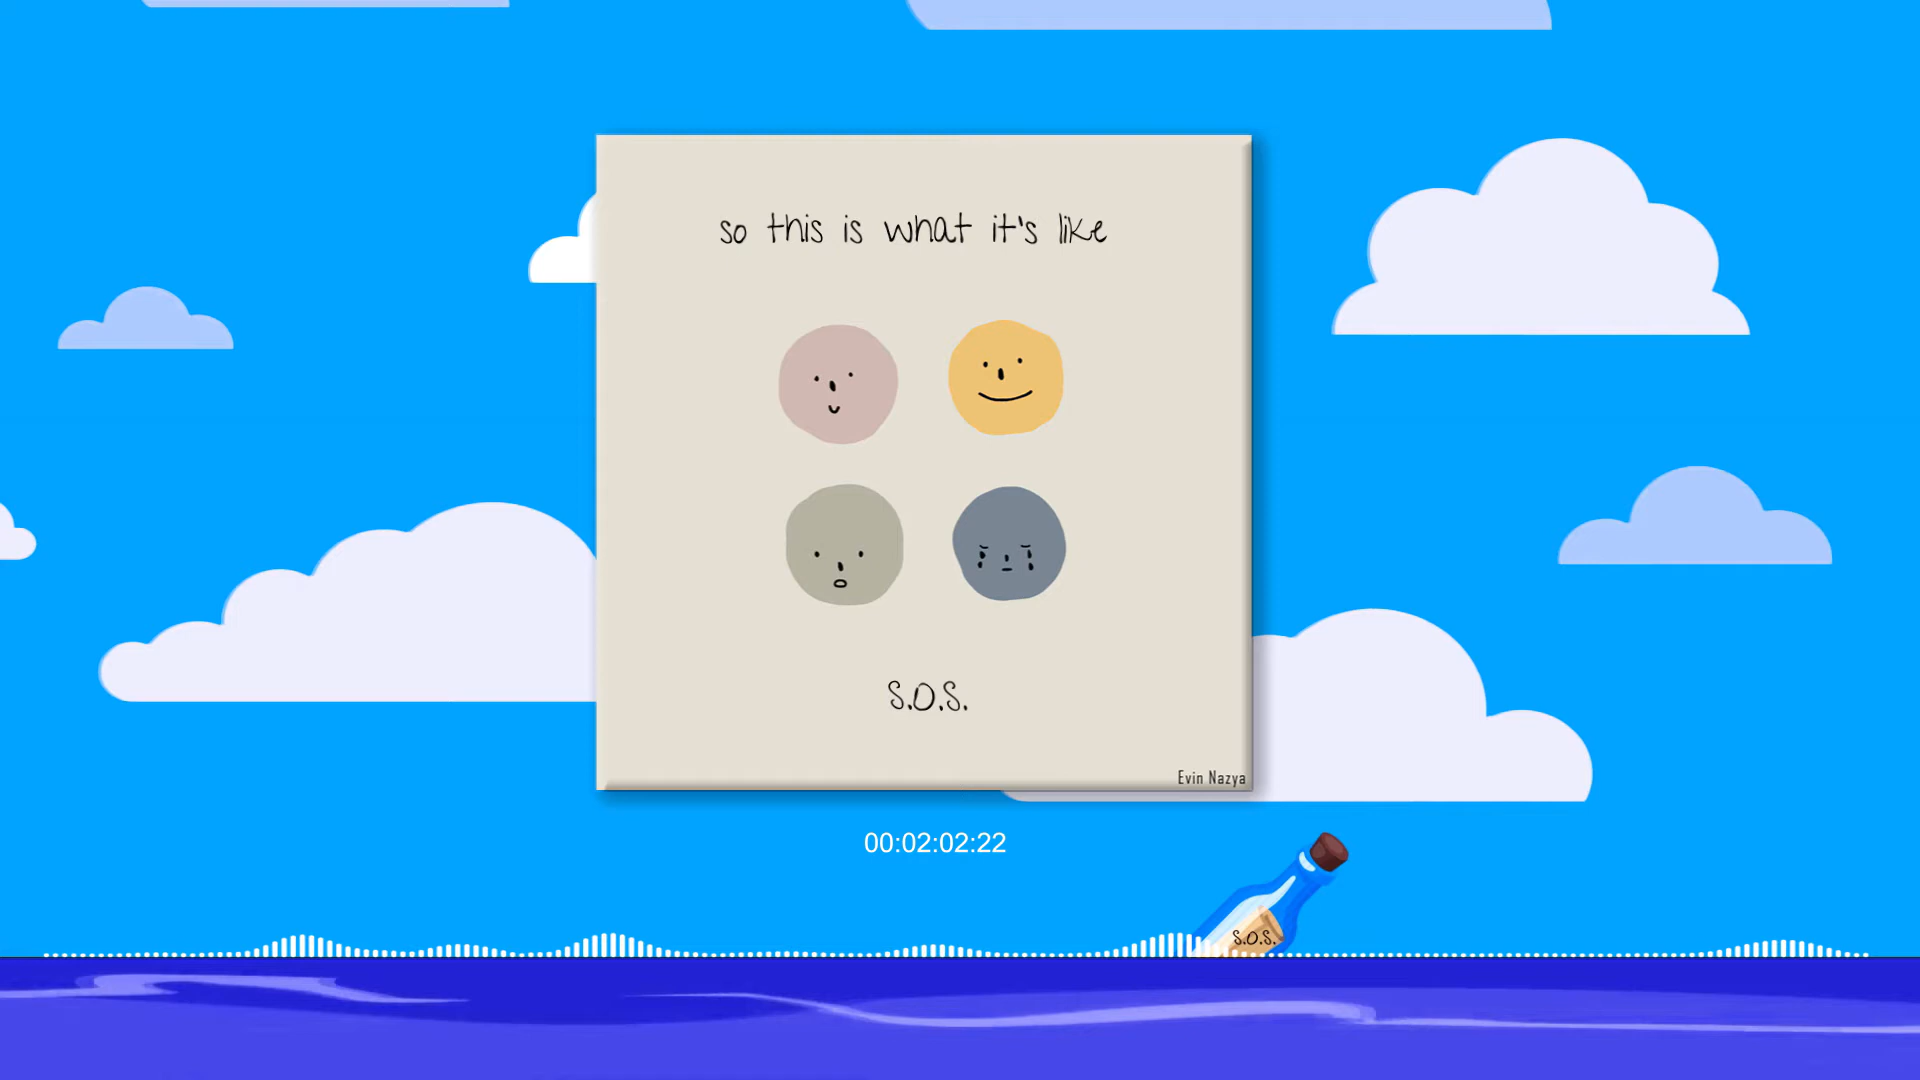 so this is what it's like
S.O.S.
Evin Nazya
00:02:02:22
S.O.S.